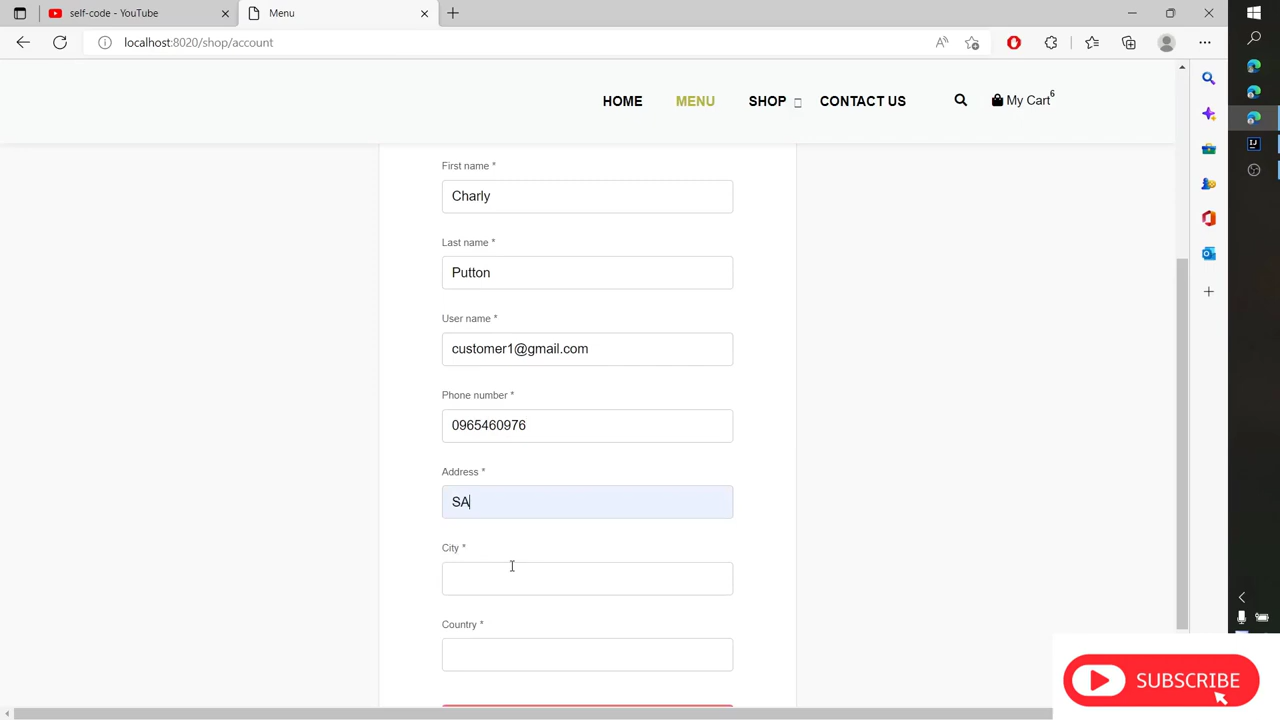 self-code - YouTube
Menu
localhost:8020/shop/account
HOME
MENU
SHOP
CONTACT US
My Cart 6
First name *
Charly
Last name *
Putton
User name *
customer1@gmail.com
Phone number *
0965460976
Address *
SA
City *
Country *
SUBSCRIBE